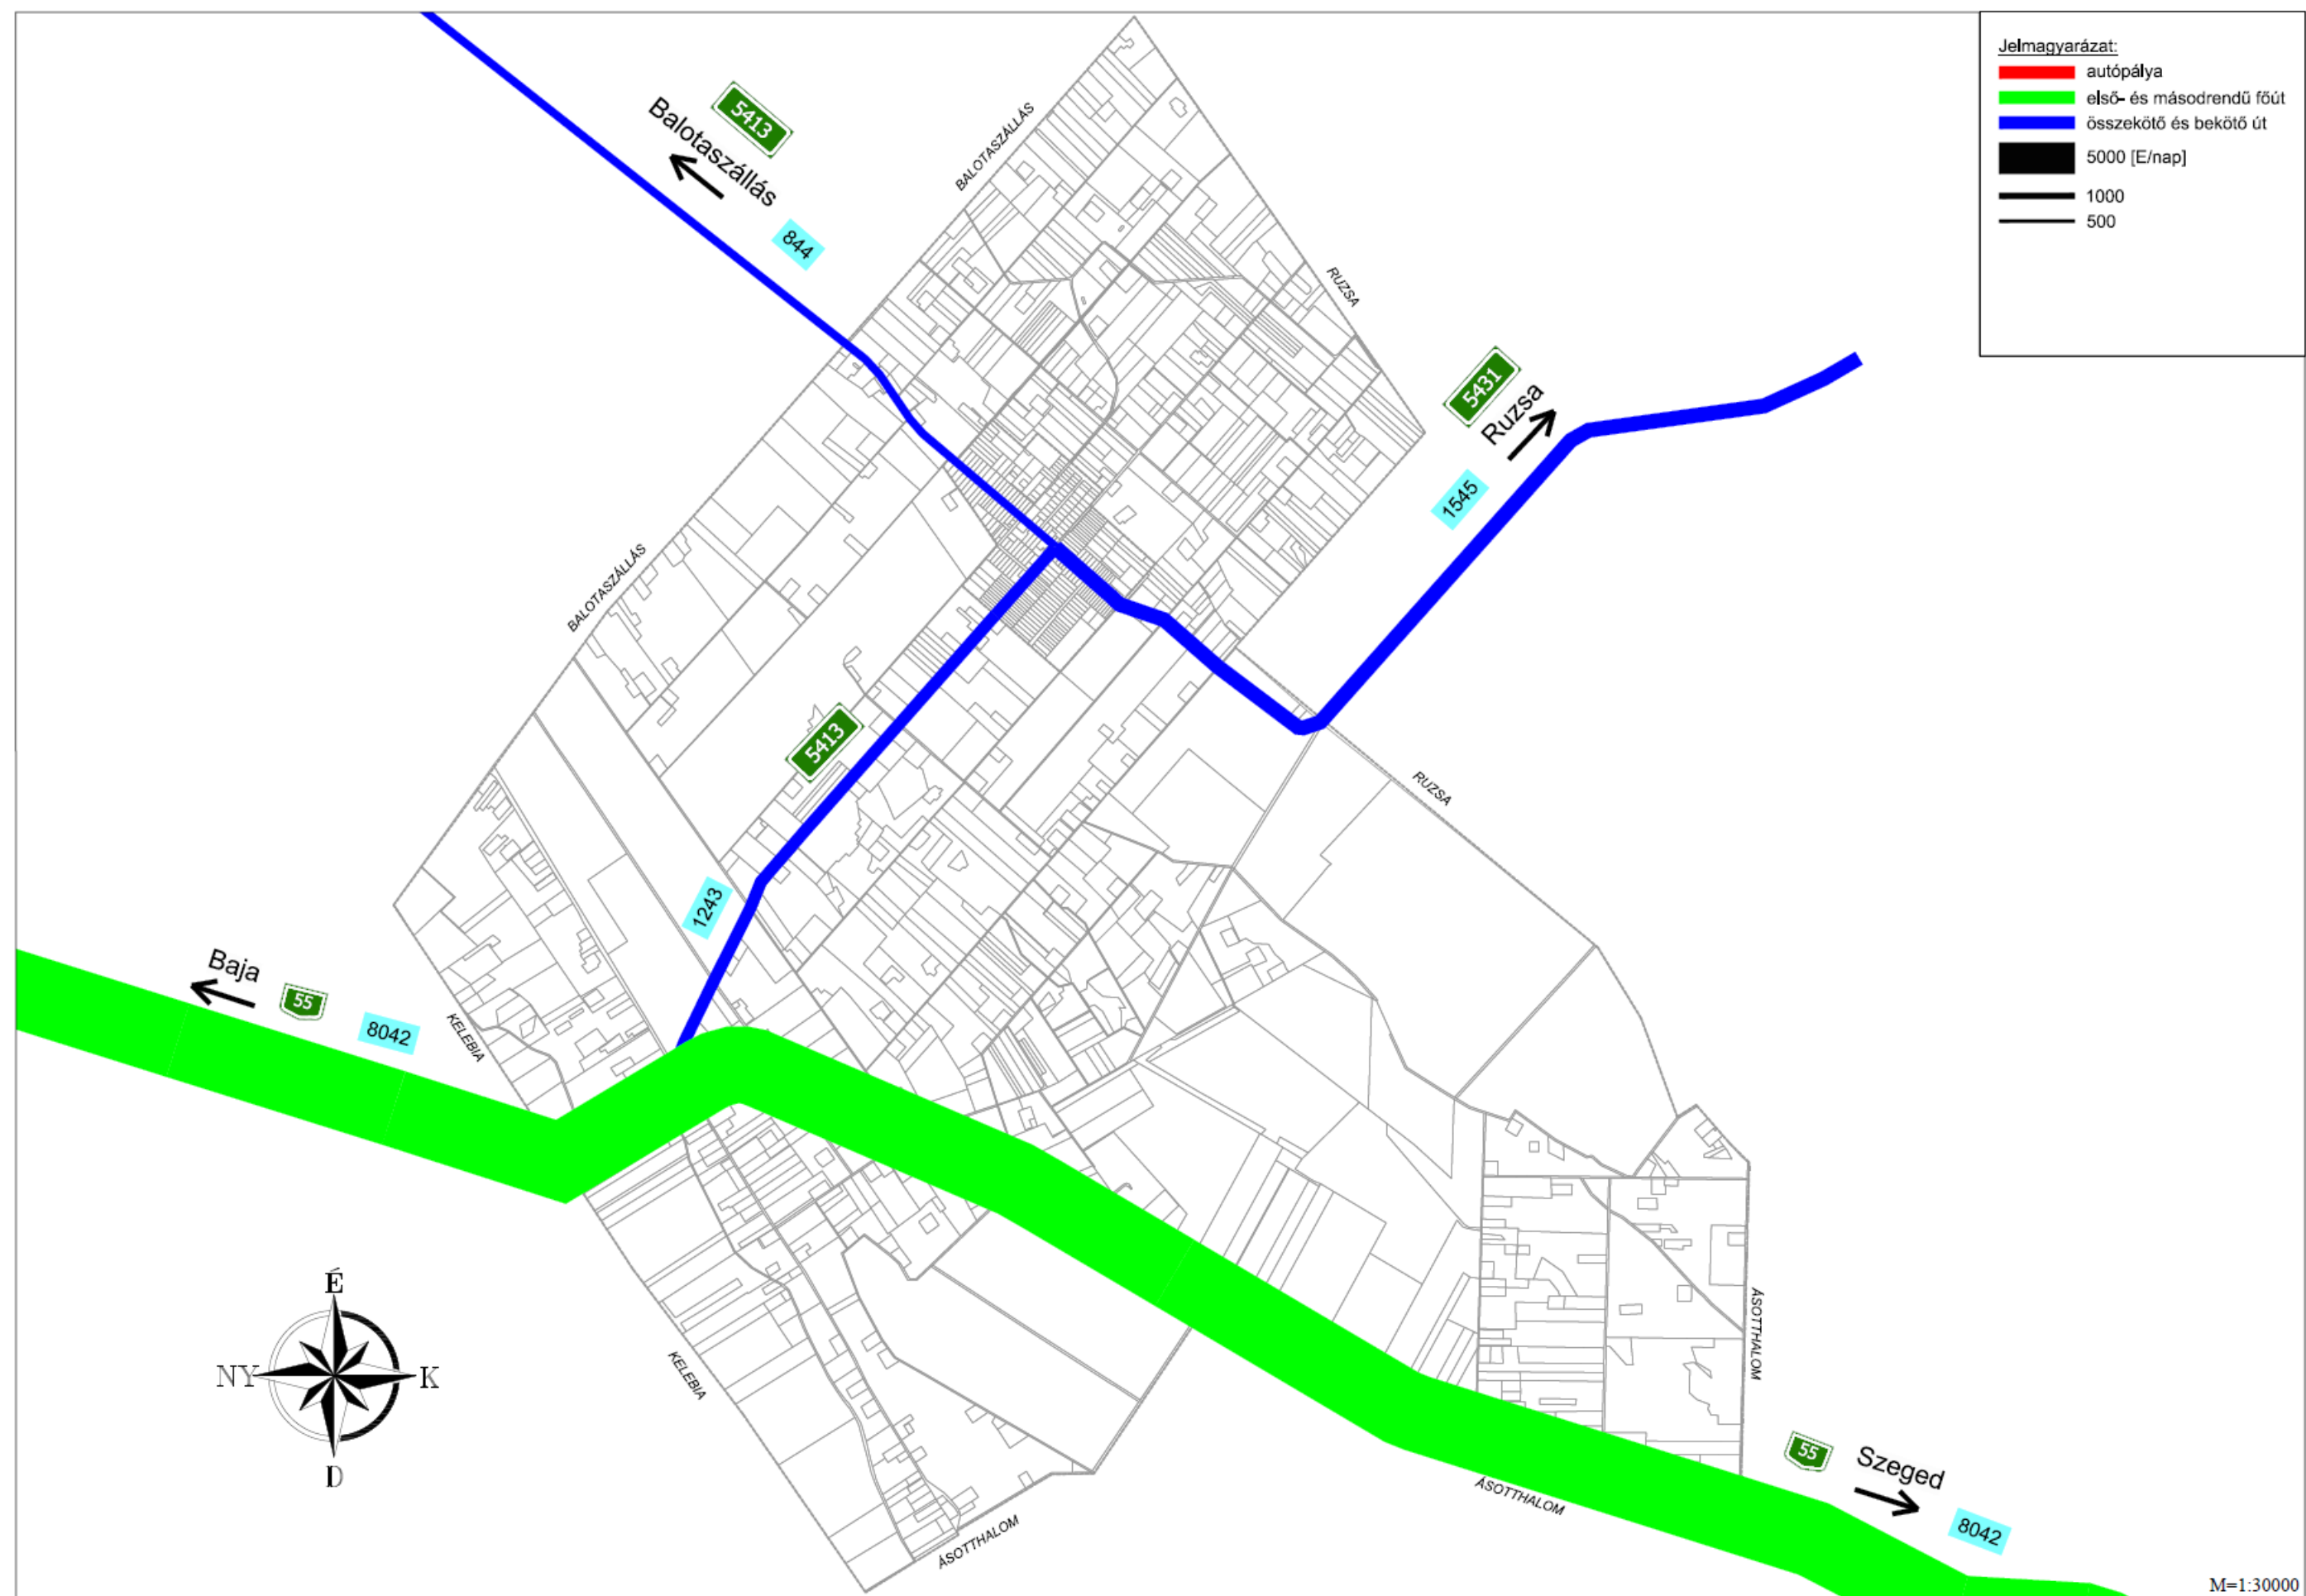 Jelmagyarázat:
autópálya
első- és másodrendű főút
összekötő és bekötő út
5000 [E/nap]
1000
500
5413
Balotaszállás
844
BALOTASZÁLLÁS
RUZSA
5431
Ruzsa
1545
BALOTASZÁLLÁS
5413
RUZSA
1243
Baja
55
8042
KELEBIA
É
NY
K
D
KELEBIA
ÁSOTTHALOM
55
Szeged
8042
ÁSOTTHALOM
ÁSOTTHALOM
M=1:30000